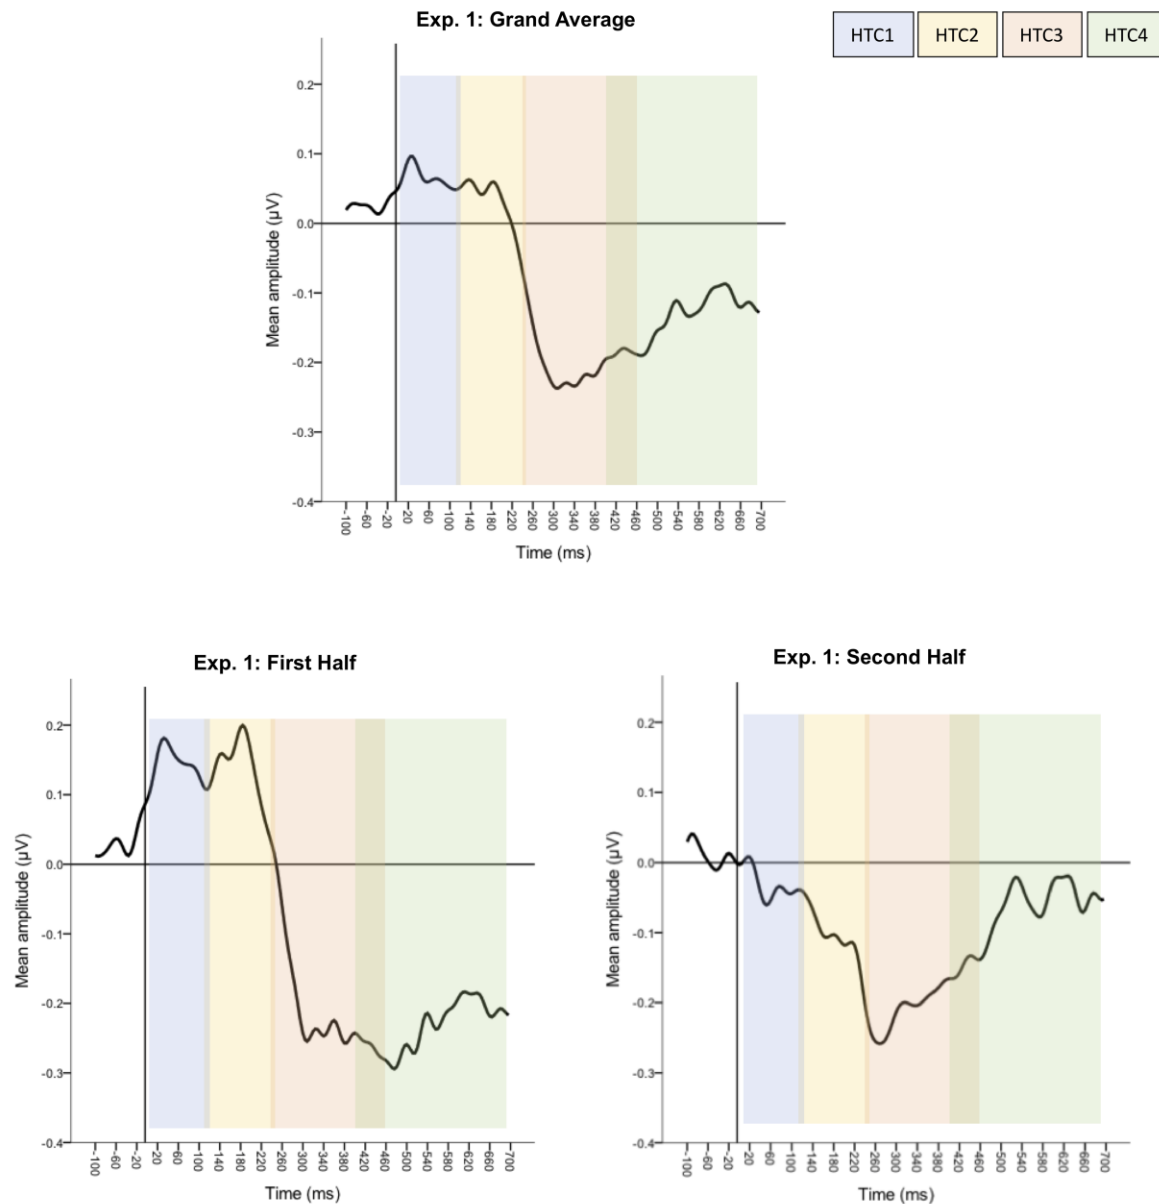 Exp. 1: Grand Average
HTC1 HTC2 HTC3 HTC4
Mean amplitude (µV)
0.2
0.1
0.0
-0.1
-0.2
-0.3
-0.4
-100 -60 -20 20 60 100 140 180 220 260 300 340 380 420 460 500 540 580 620 660 700
Time (ms)
Exp. 1: First Half
Mean amplitude (µV)
0.2
0.1
0.0
-0.1
-0.2
-0.3
-0.4
-100 -60 -20 20 60 100 140 180 220 260 300 340 380 420 460 500 540 580 620 660 700
Time (ms)
Exp. 1: Second Half
Mean amplitude (µV)
0.2
0.1
0.0
-0.1
-0.2
-0.3
-0.4
-100 -60 -20 20 60 100 140 180 220 260 300 340 380 420 460 500 540 580 620 660 700
Time (ms)